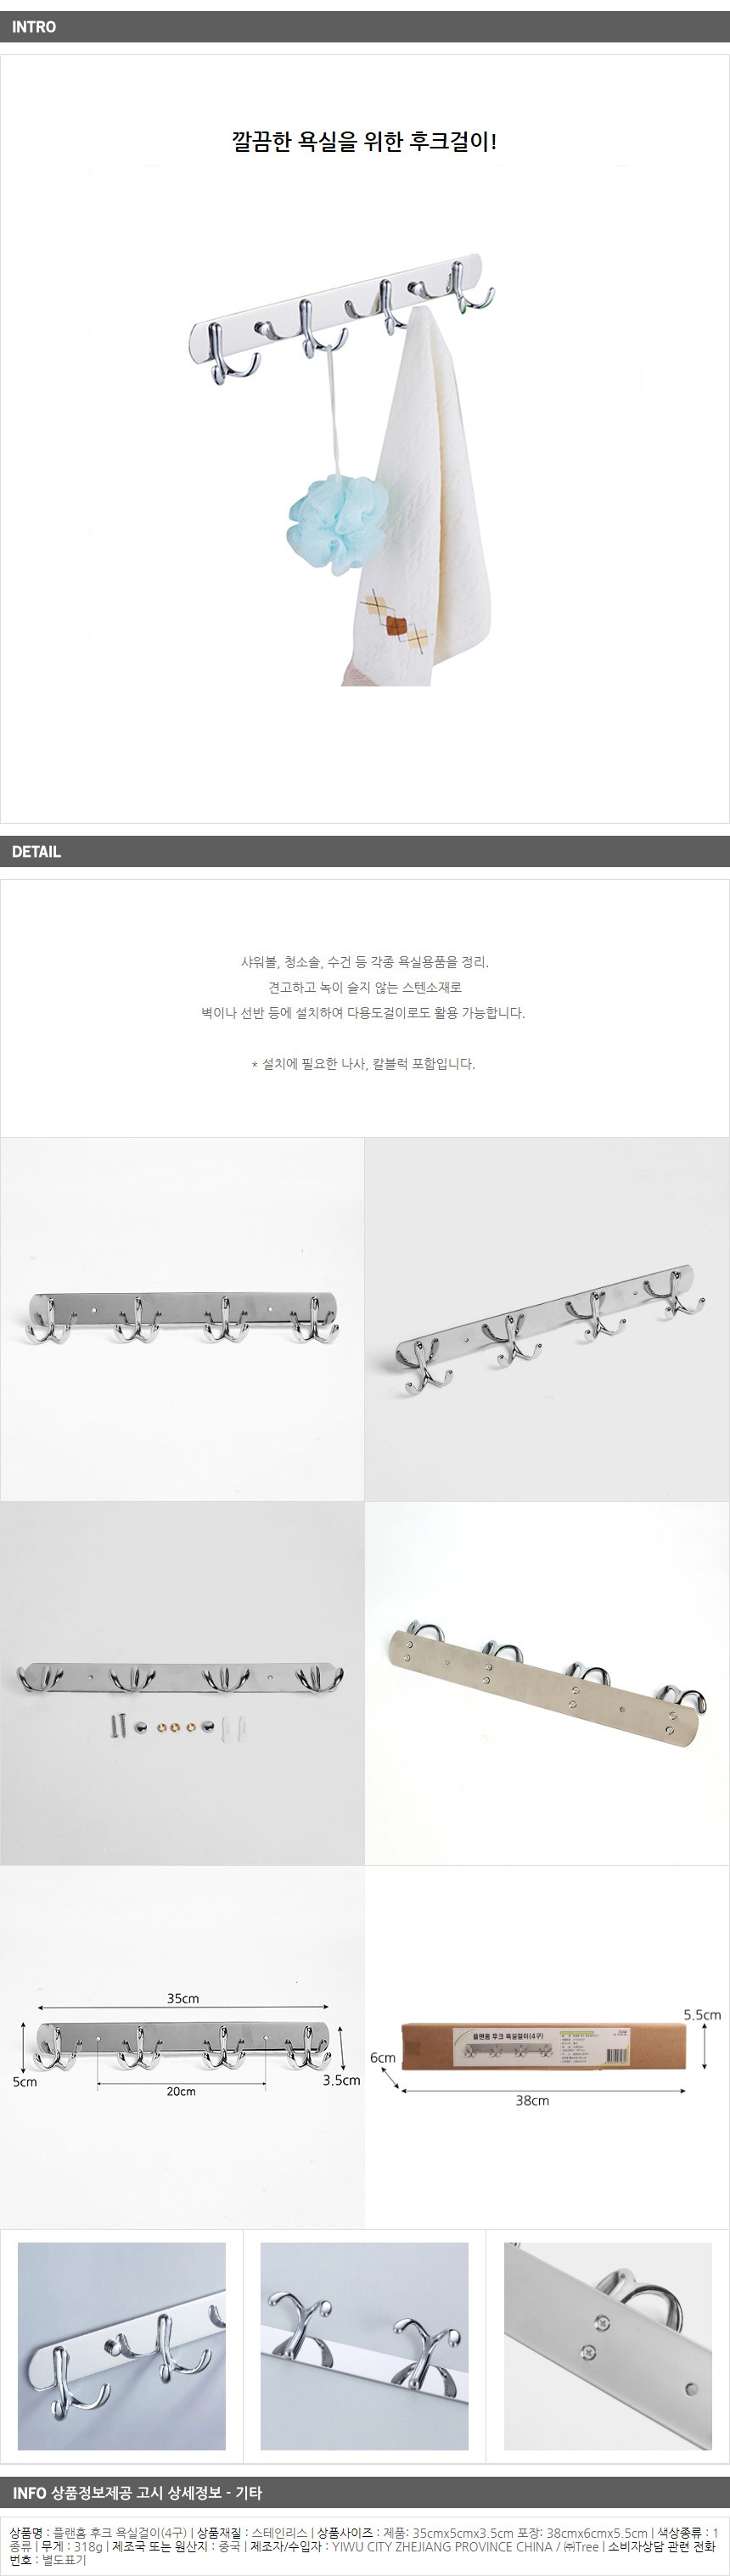 INTRO
깔끔한 욕실을 위한 후크걸이!
DETAIL
샤워볼, 청소솔, 수건 등 각종 욕실용품을 정리.
견고하고 녹이 슬지 않는 스텐소재로
벽이나 선반 등에 설치하여 다용도걸이로도 활용 가능합니다.
* 설치에 필요한 나사, 칼블럭 포함입니다.
35cm
5cm
20cm
3.5cm
플랜홈 후크 욕실걸이(4구)
5.5cm
6cm
38cm
INFO 상품정보제공 고시 상세정보 - 기타
상품명 : 플랜홈 후크 욕실걸이(4구) | 상품재질 : 스테인리스 | 상품사이즈 : 제품: 35cmx5cmx3.5cm 포장: 38cmx6cmx5.5cm | 색상종류 : 1
종류 | 무게 : 318g | 제조국 또는 원산지 : 중국 | 제조자/수입자 : YIWU CITY ZHEJIANG PROVINCE CHINA / ㈜Tree | 소비자상담 관련 전화
번호 : 별도표기